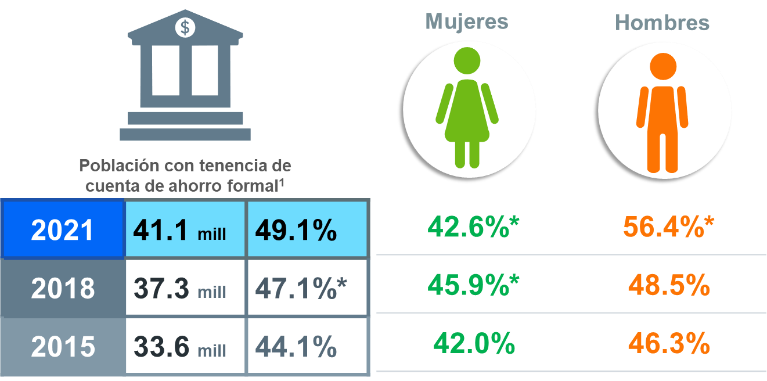 $
Mujeres
Hombres
Población con tenencia de
cuenta de ahorro formal¹
2021 41.1 mill 49.1% 42.6%* 56.4%*
2018 37.3 mill 47.1%* 45.9%* 48.5%
2015 33.6 mill 44.1% 42.0% 46.3%